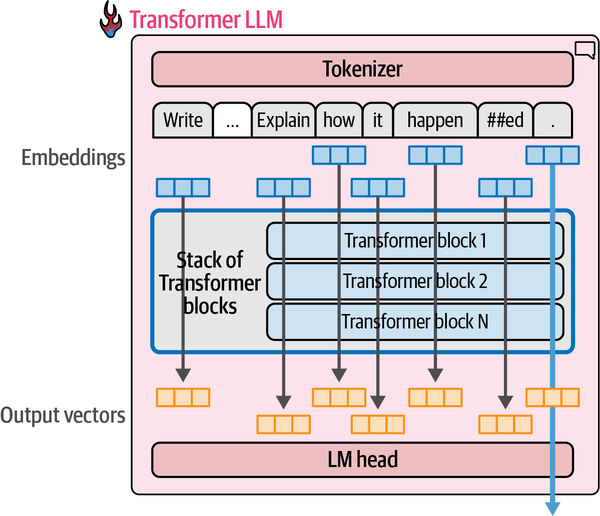 Transformer LLM
Tokenizer
Write ... Explain how it happen ##ed .
Embeddings
Stack of
Transformer
blocks
Transformer block 1
Transformer block 2
Transformer block N
Output vectors
LM head